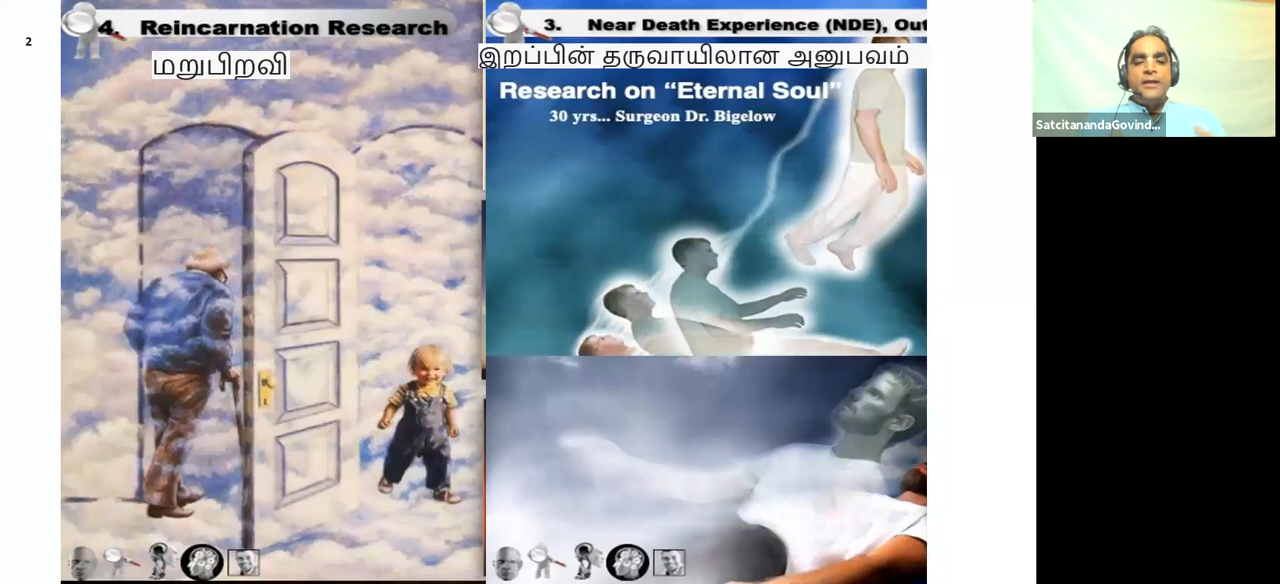 2
4. Reincarnation Research
மறுபிறவி
3. Near Death Experience (NDE), Out
இறப்பின் தருவாயிலான அனுபவம்
Research on “Eternal Soul”
30 yrs... Surgeon Dr. Bigelow
SatcitanandaGovind...